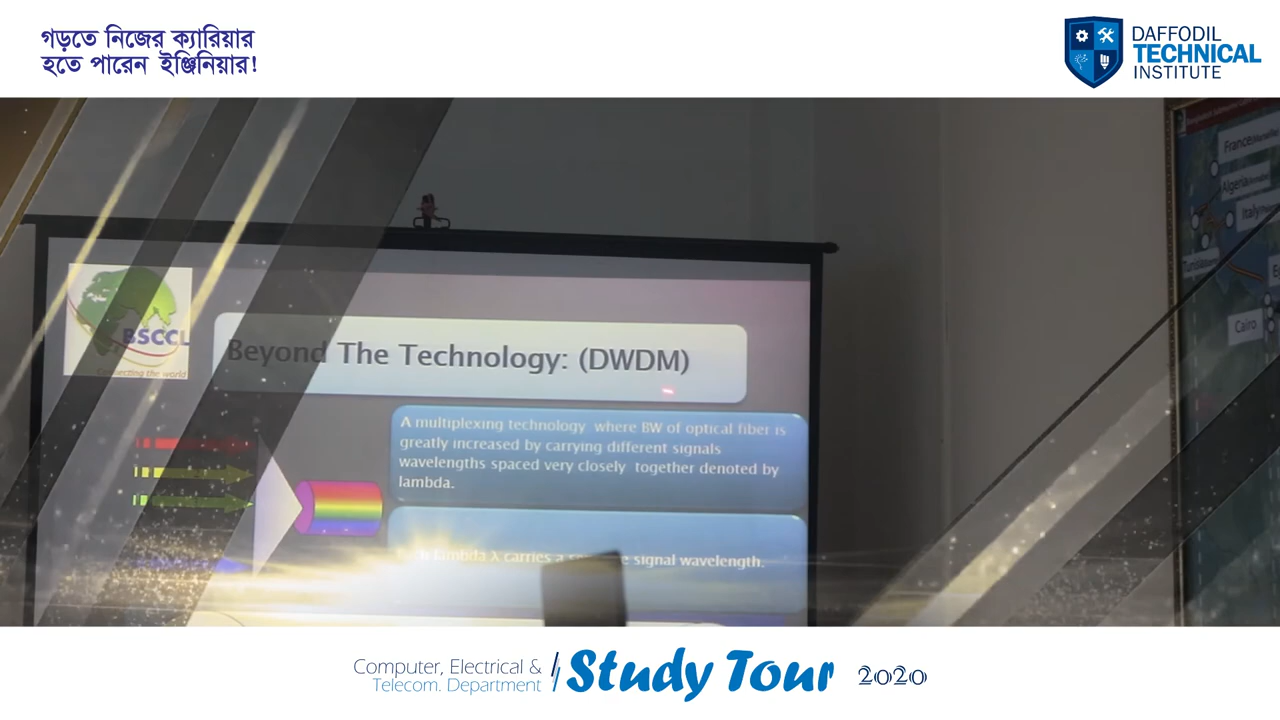 গড়তে নিজের ক্যারিয়ার
হতে পারেন ইঞ্জিনিয়ার!
DAFFODIL
TECHNICAL
INSTITUTE
France
Algeria
Italy
Cairo
BSCCL
Connecting the world
Beyond The Technology: (DWDM)
A multiplexing technology where BW of optical fiber is
greatly increased by carrying different signals
wavelengths spaced very closely together denoted by
lambda.
lambda λ carries a signal wavelength.
Computer, Electrical &
Telecom. Department
Study Tour 2020